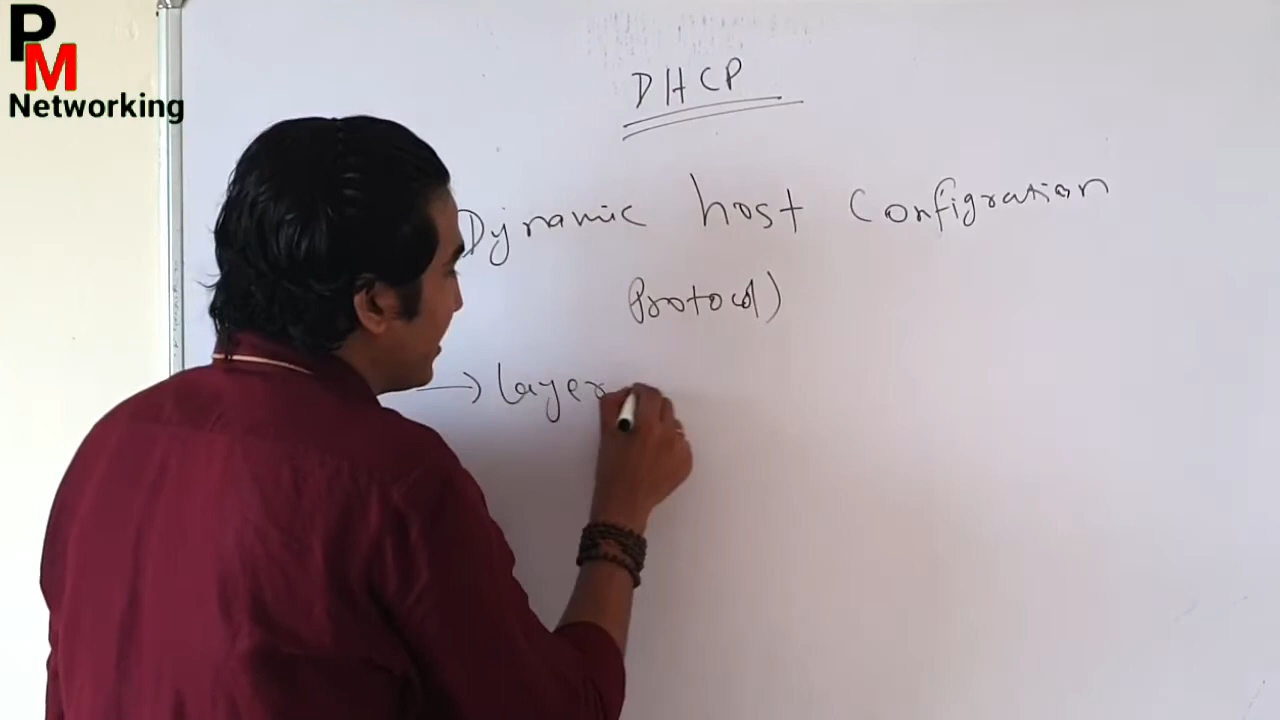 PM
Networking
DHCP
Dynamic host Configration
Protocol)
→ Layer